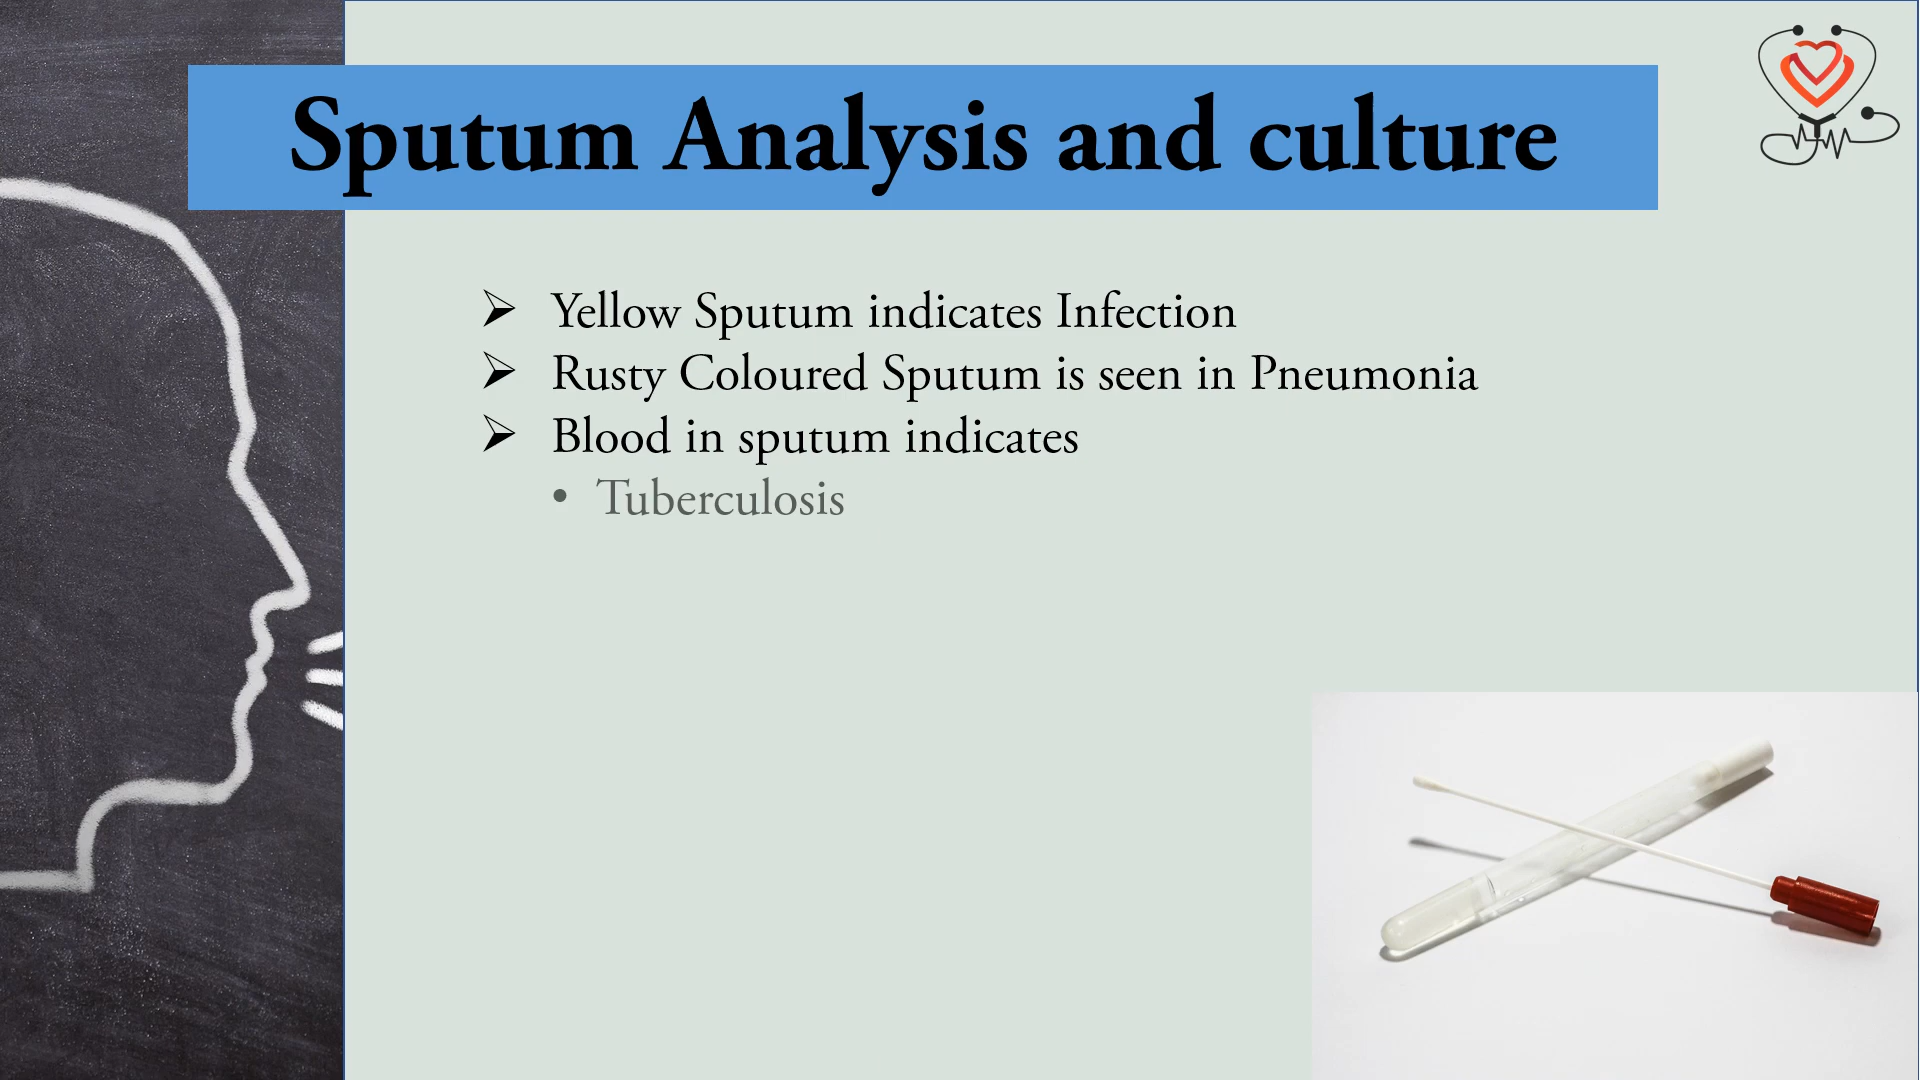 Sputum Analysis and culture
➢ Yellow Sputum indicates Infection
➢ Rusty Coloured Sputum is seen in Pneumonia
➢ Blood in sputum indicates
• Tuberculosis